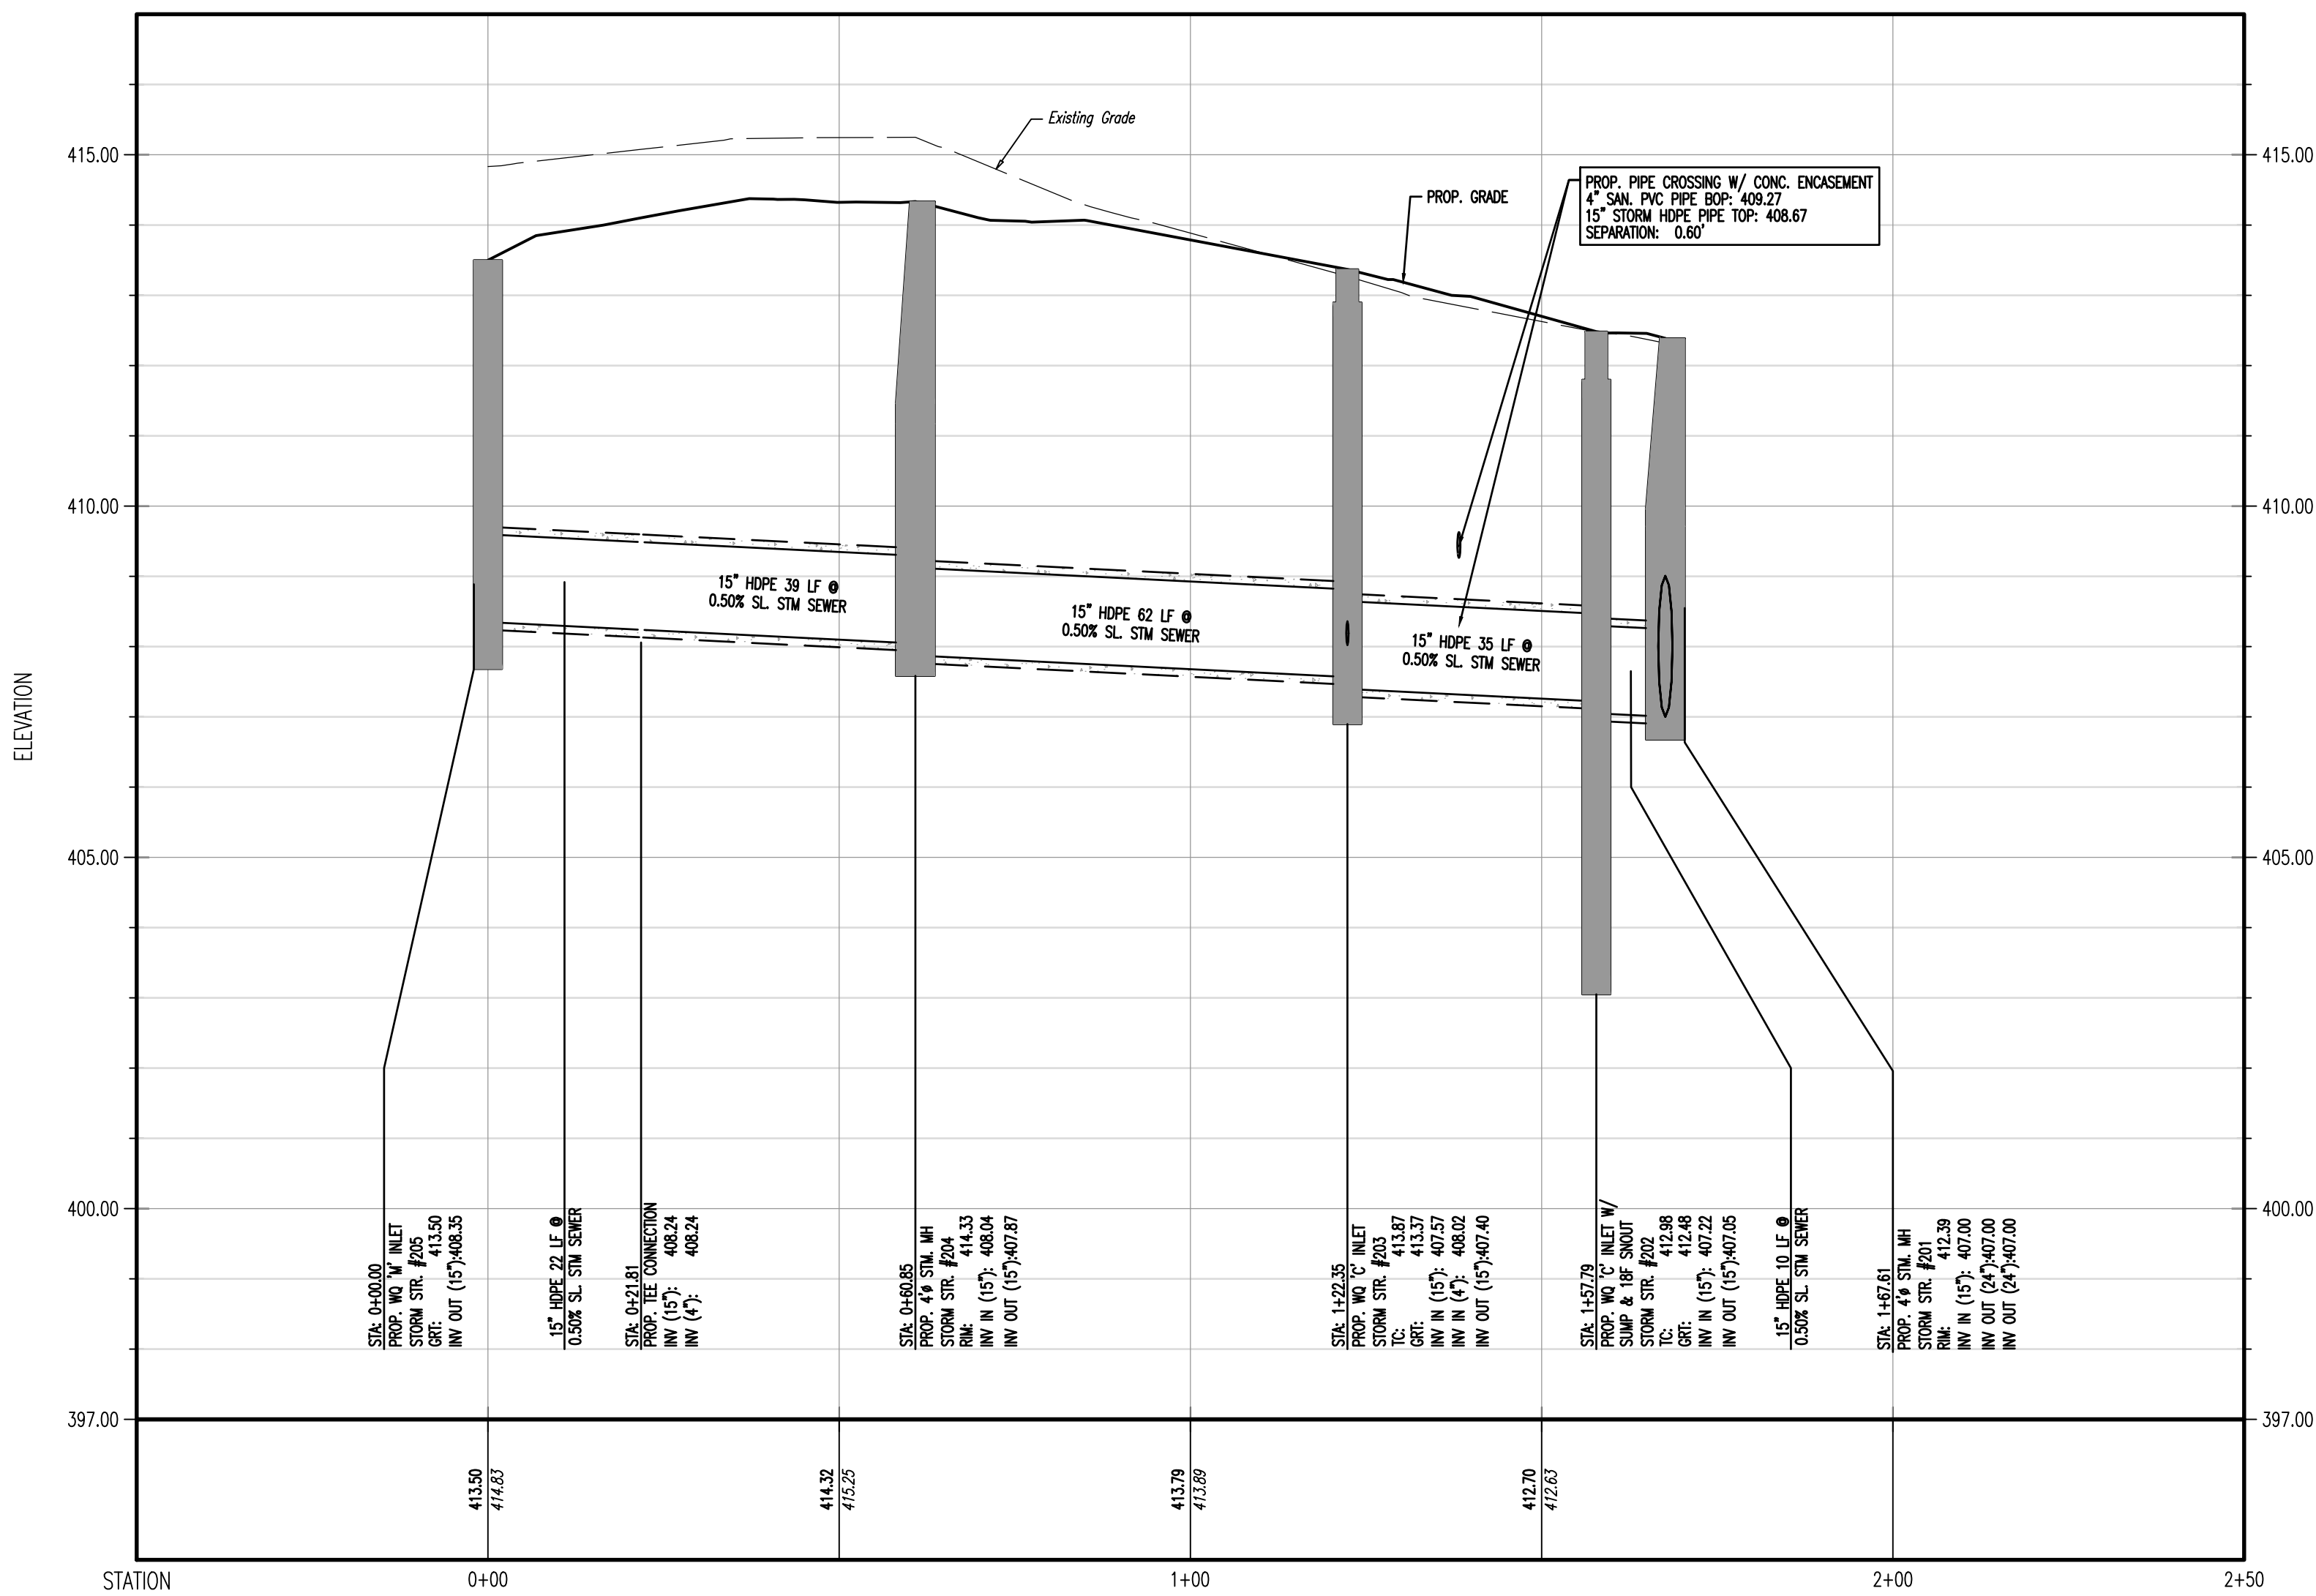 Existing Grade
415.00
415.00
PROP. GRADE
PROP. PIPE CROSSING W/ CONC. ENCASEMENT
4" SAN. PVC PIPE BOP: 409.27
15" STORM HDPE PIPE TOP: 408.67
SEPARATION: 0.60'
410.00
410.00
15" HDPE 39 LF @
0.50% SL. STM SEWER
15" HDPE 62 LF @
0.50% SL. STM SEWER
15" HDPE 35 LF @
0.50% SL. STM SEWER
ELEVATION
405.00
405.00
400.00
400.00
STA: 0+00.00
PROP. WQ 'M' INLET
STORM STR. #205
GRT: 413.50
INV OUT (15"):408.35
15" HDPE 22 LF @
0.50% SL. STM SEWER
STA: 0+21.81
PROP. TEE CONNECTION
INV (15"): 408.24
INV (4"): 408.24
STA: 0+60.85
PROP. 4'ø STM. MH
STORM STR. #204
RIM: 414.33
INV IN (15"): 408.04
INV OUT (15"):407.87
STA: 1+22.35
PROP. WQ 'C' INLET
STORM STR. #203
TC: 413.87
GRT: 413.37
INV IN (15"): 407.57
INV IN (4"): 408.02
INV OUT (15"):407.40
STA: 1+57.79
PROP. WQ 'C' INLET W/
SUMP & 18F SNOUT
STORM STR. #202
TC: 412.98
GRT: 412.48
INV IN (15"): 407.22
INV OUT (15"):407.05
15" HDPE 10 LF @
0.50% SL. STM SEWER
STA: 1+67.61
PROP. 4'ø STM. MH
STORM STR. #201
RIM: 412.39
INV IN (15"): 407.00
INV OUT (24"):407.00
INV OUT (24"):407.00
397.00
397.00
413.50
414.83
414.32
415.25
413.79
413.89
412.70
412.63
STATION
0+00
1+00
2+00
2+50